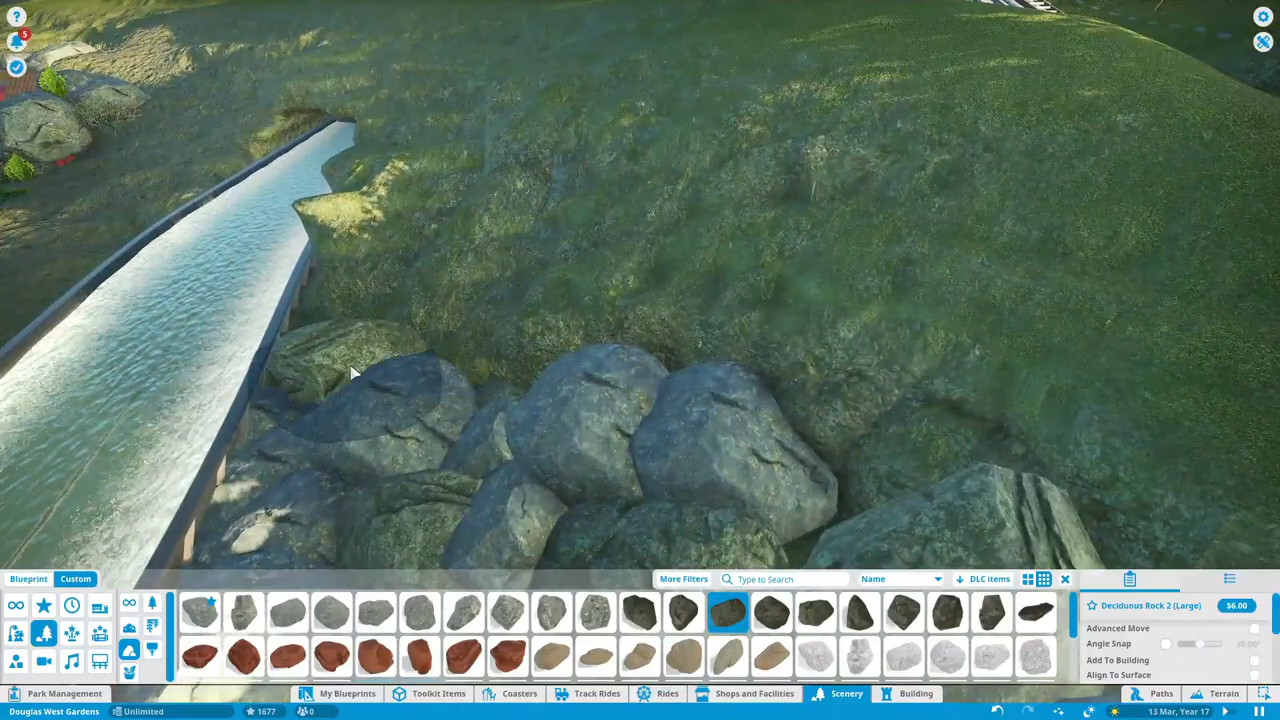 ?
5
Blueprint
Custom
More Filters
Type to Search
Name
DLC items
Deciduous Rock 2 (Large)
$6.00
Advanced Move
Angle Snap
30.00°
Add To Building
Align To Surface
Park Management
My Blueprints
Toolkit Items
Coasters
Track Rides
Rides
Shops and Facilities
Scenery
Building
Paths
Terrain
Douglas West Gardens
Unlimited
1677
0
13 Mar, Year 17